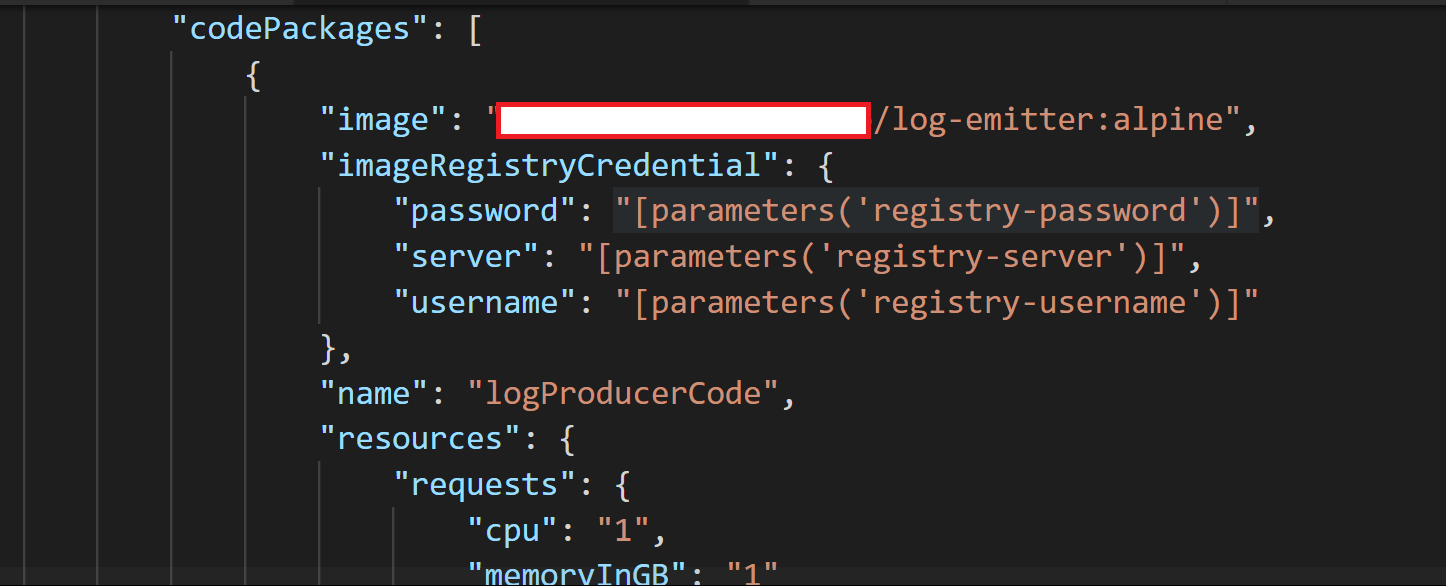 "codePackages": [
{
"image": "/log-emitter:alpine",
"imageRegistryCredential": {
"password": "[parameters('registry-password')]",
"server": "[parameters('registry-server')]",
"username": "[parameters('registry-username')]"
},
"name": "logProducerCode",
"resources": {
"requests": {
"cpu": "1",
"memoryInGB": "1"